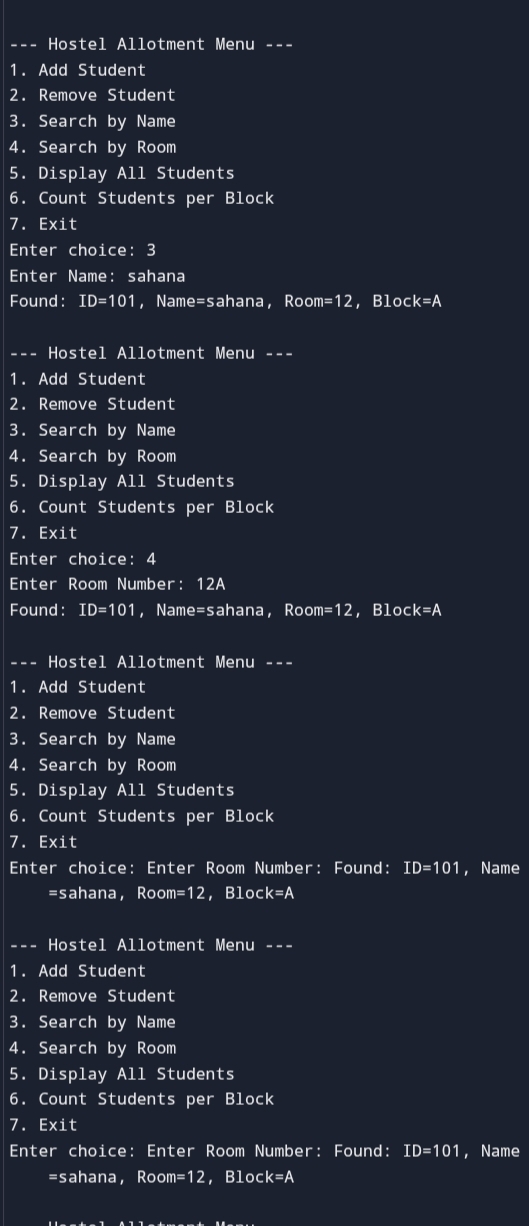 --- Hostel Allotment Menu ---
1. Add Student
2. Remove Student
3. Search by Name
4. Search by Room
5. Display All Students
6. Count Students per Block
7. Exit
Enter choice: 3
Enter Name: sahana
Found: ID=101, Name=sahana, Room=12, Block=A

--- Hostel Allotment Menu ---
1. Add Student
2. Remove Student
3. Search by Name
4. Search by Room
5. Display All Students
6. Count Students per Block
7. Exit
Enter choice: 4
Enter Room Number: 12A
Found: ID=101, Name=sahana, Room=12, Block=A

--- Hostel Allotment Menu ---
1. Add Student
2. Remove Student
3. Search by Name
4. Search by Room
5. Display All Students
6. Count Students per Block
7. Exit
Enter choice: Enter Room Number: Found: ID=101, Name
=sahana, Room=12, Block=A

--- Hostel Allotment Menu ---
1. Add Student
2. Remove Student
3. Search by Name
4. Search by Room
5. Display All Students
6. Count Students per Block
7. Exit
Enter choice: Enter Room Number: Found: ID=101, Name
=sahana, Room=12, Block=A